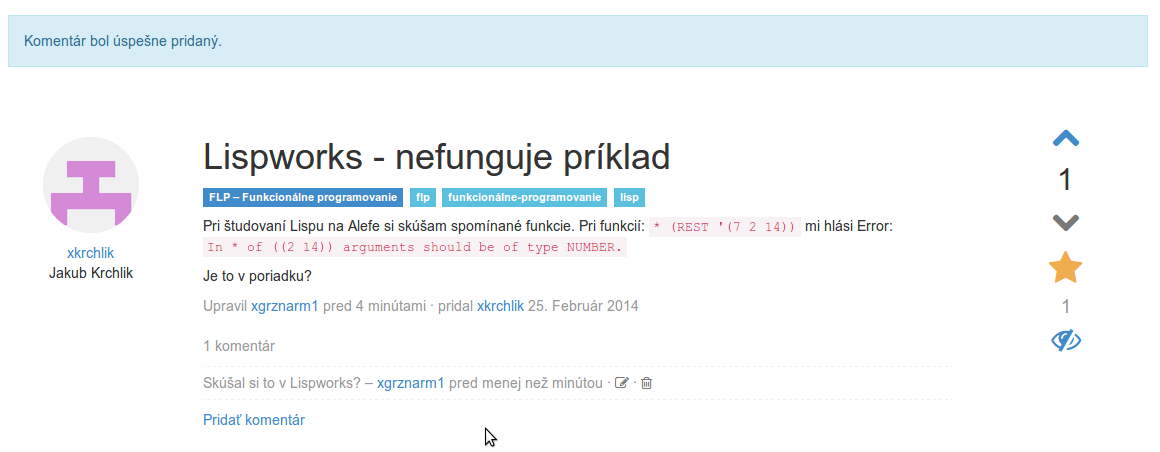 Komentár bol úspešne pridaný.
Lispworks - nefunguje príklad
1
FLP – Funkcionálne programovanie flp funkcionálne-programovanie lisp
Pri študovaní Lispu na Alefe si skúšam spomínané funkcie. Pri funkcií: * (REST '(7 2 14)) mi hlási Error:
In * of ((2 14)) arguments should be of type NUMBER.
xkrchlik
Jakub Krchlik
Je to v poriadku?
Upravil xgrznarm1 pred 4 minútami · pridal xkrchlik 25. Február 2014
1
1 komentár
Skúšal si to v Lispworks? – xgrznarm1 pred menej než minútou · ·
Pridať komentár